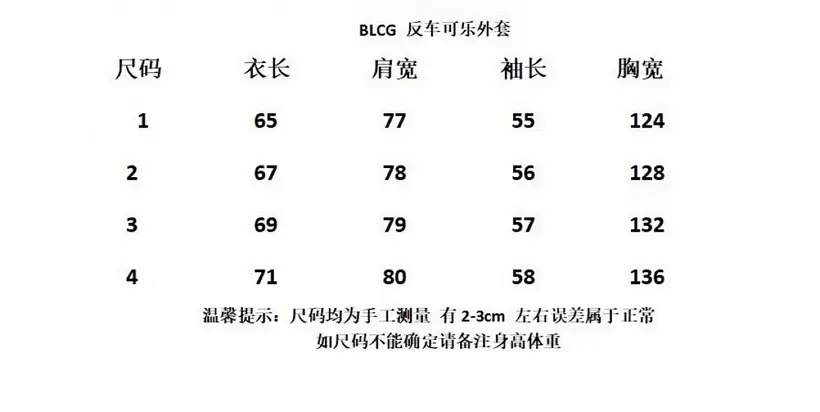 BLCG 反车可乐外套
尺码 衣长 肩宽 袖长 胸宽
1 65 77 55 124
2 67 78 56 128
3 69 79 57 132
4 71 80 58 136
温馨提示：尺码均为手工测量 有2-3cm 左右误差属于正常
如尺码不能确定请备注身高体重